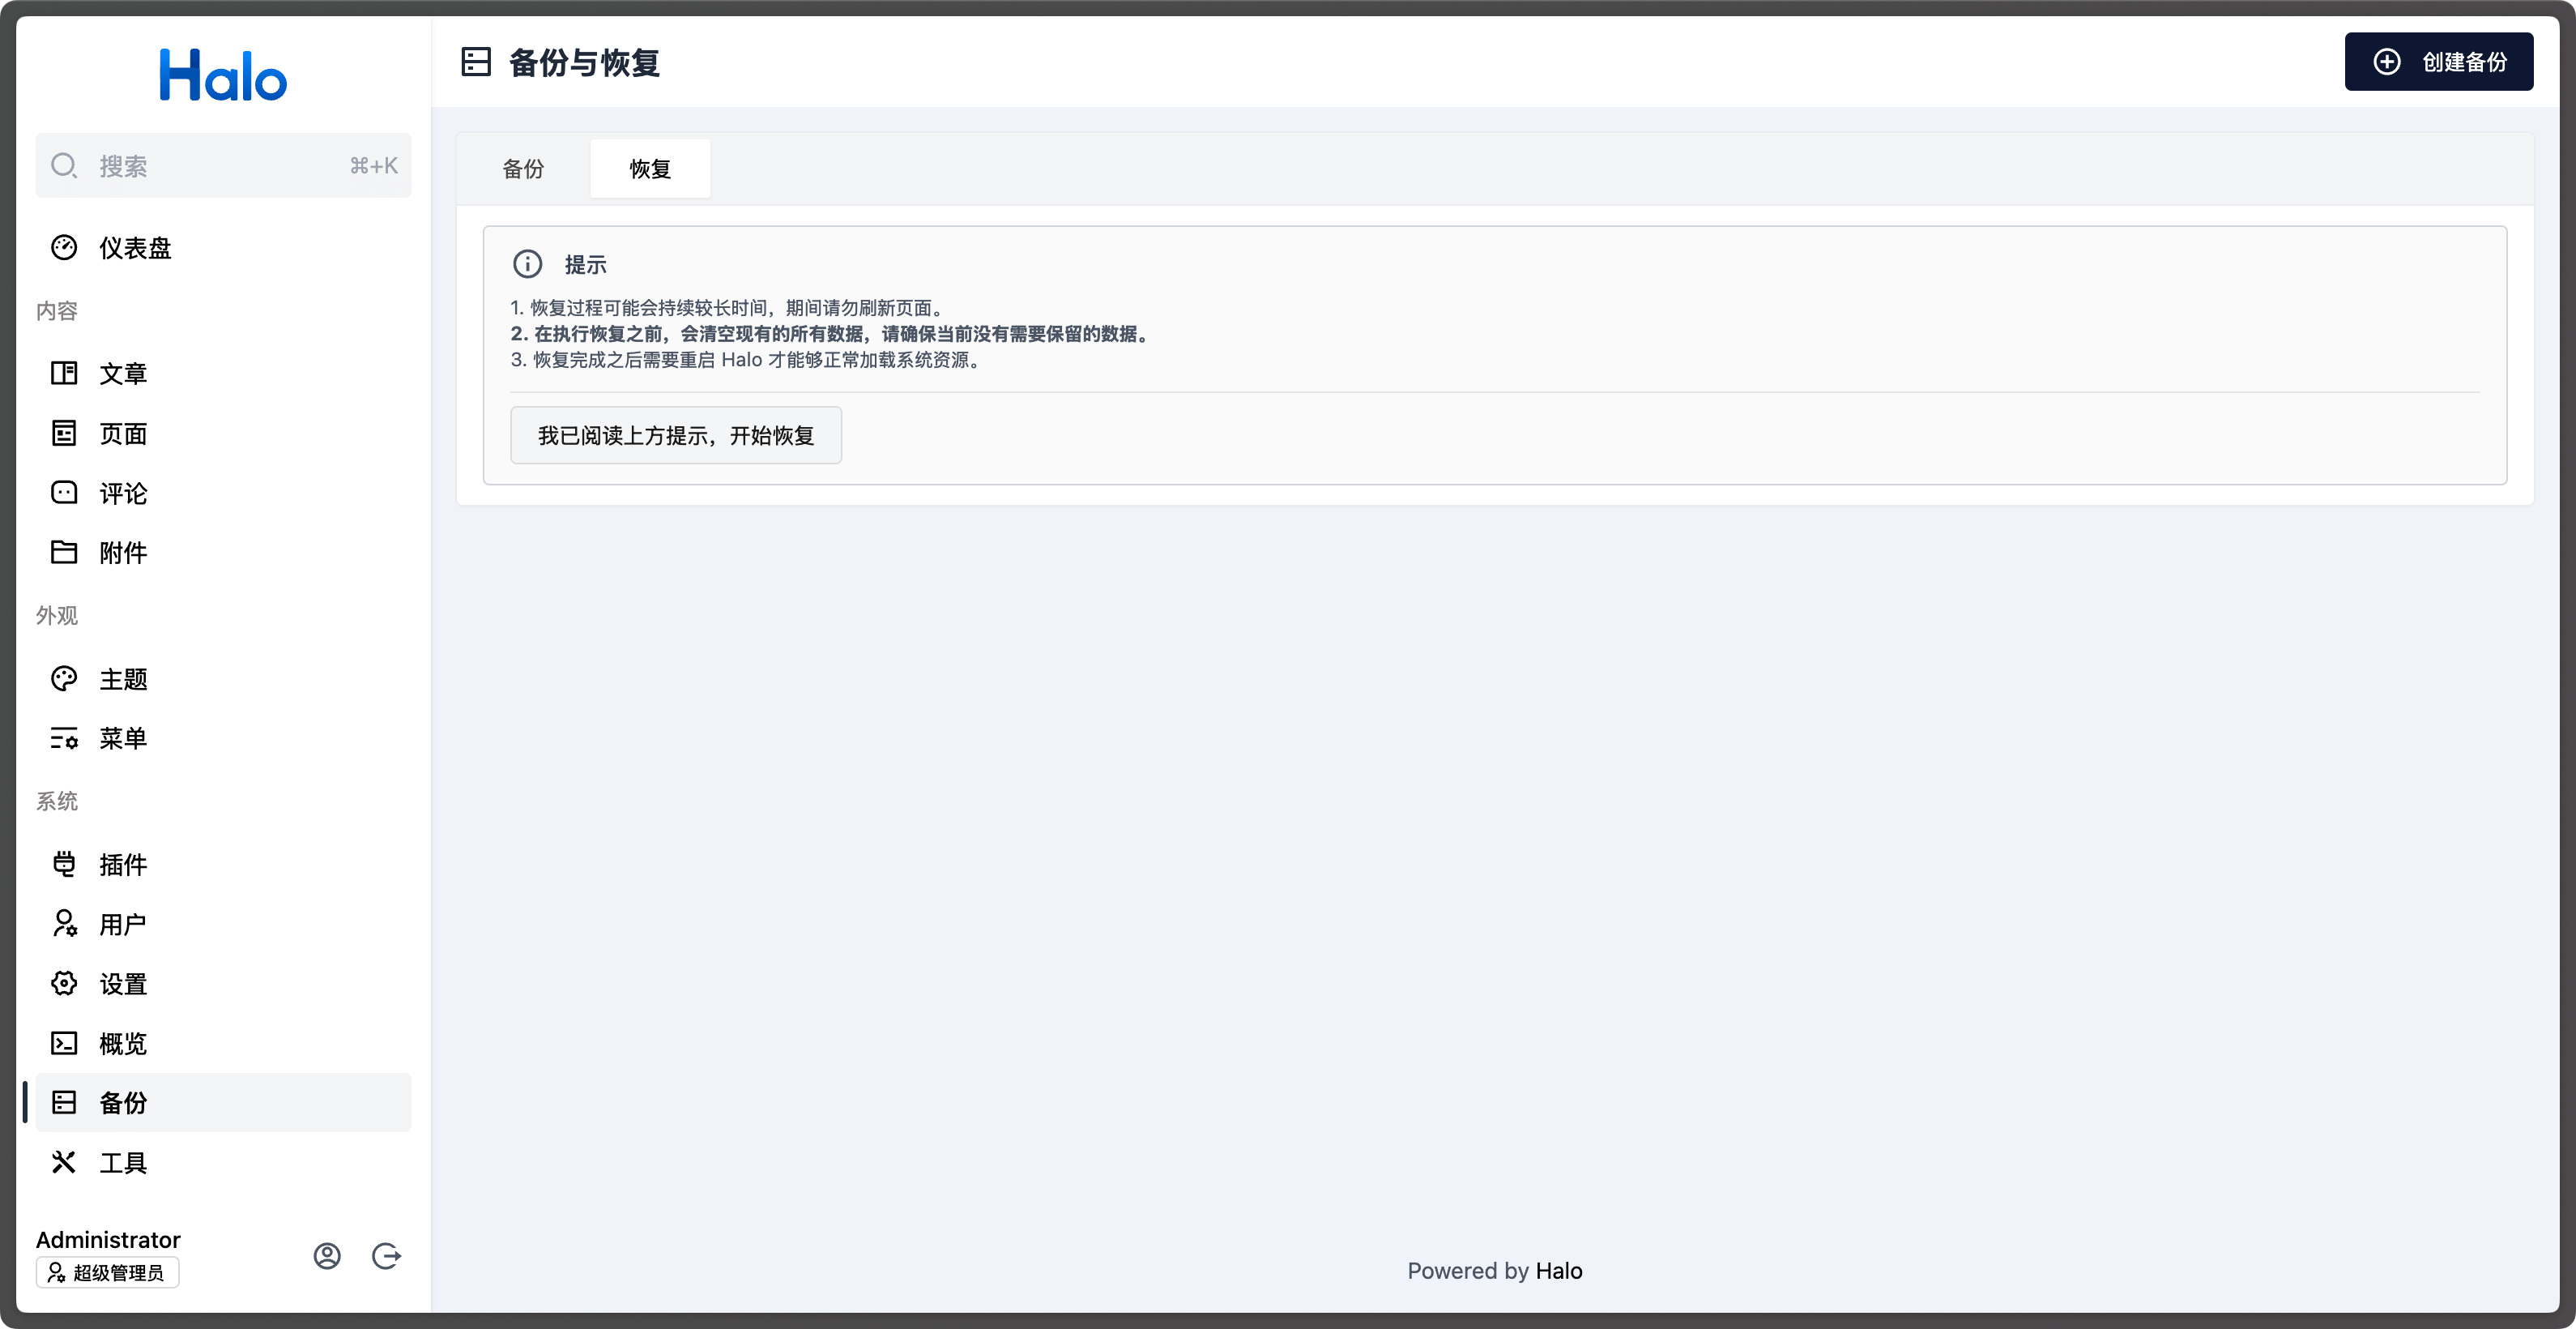 Halo
搜索
⌘+K
仪表盘
内容
文章
页面
评论
附件
外观
主题
菜单
系统
插件
用户
设置
概览
备份
工具
Administrator
超级管理员
备份与恢复
创建备份
备份
恢复
提示
1. 恢复过程可能会持续较长时间，期间请勿刷新页面。
2. 在执行恢复之前，会清空现有的所有数据，请确保当前没有需要保留的数据。
3. 恢复完成之后需要重启 Halo 才能够正常加载系统资源。
我已阅读上方提示，开始恢复
Powered by Halo